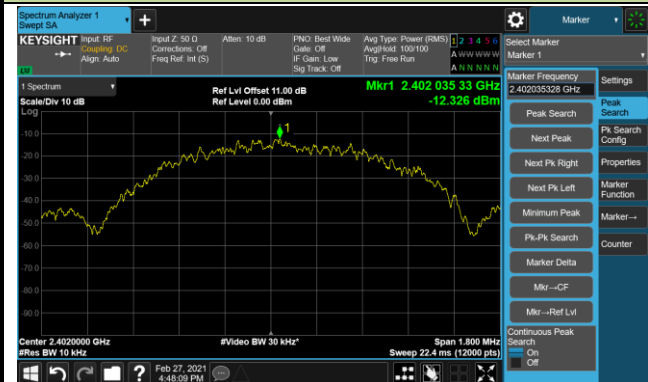 Spectrum Analyzer 1
Swept SA
Marker
KEYSIGHT
Input: RF
Coupling: DC
Align: Auto
Input Z: 50 Ω
Corrections: Off
Freq Ref: Int (S)
Atten: 10 dB
PNO: Best Wide
Gate: Off
IF Gain: Low
Sig Track: Off
Avg Type: Power (RMS)
Avg|Hold: 100/100
Trig: Free Run
1 2 3 4 5 6
A W W W W W
A N N N N N
Select Marker
Marker 1
1 Spectrum
Scale/Div 10 dB
Log
Ref Lvl Offset 11.00 dB
Ref Level 0.00 dBm
Mkr1 2.402 035 33 GHz
-12.326 dBm
Marker Frequency
2.402035328 GHz
Settings
Peak Search
Peak
Search
Next Peak
Pk Search
Config
Next Pk Right
Properties
Next Pk Left
Marker
Function
Minimum Peak
Marker→
Pk-Pk Search
Counter
Marker Delta
Mkr→CF
Mkr→Ref Lvl
Continuous Peak
Search
On
Off
1
-10.0
-20.0
-30.0
-40.0
-50.0
-60.0
-70.0
-80.0
-90.0
Center 2.4020000 GHz
#Res BW 10 kHz
#Video BW 30 kHz*
Span 1.800 MHz
Sweep 22.4 ms (12000 pts)
?
Feb 27, 2021
4:48:09 PM